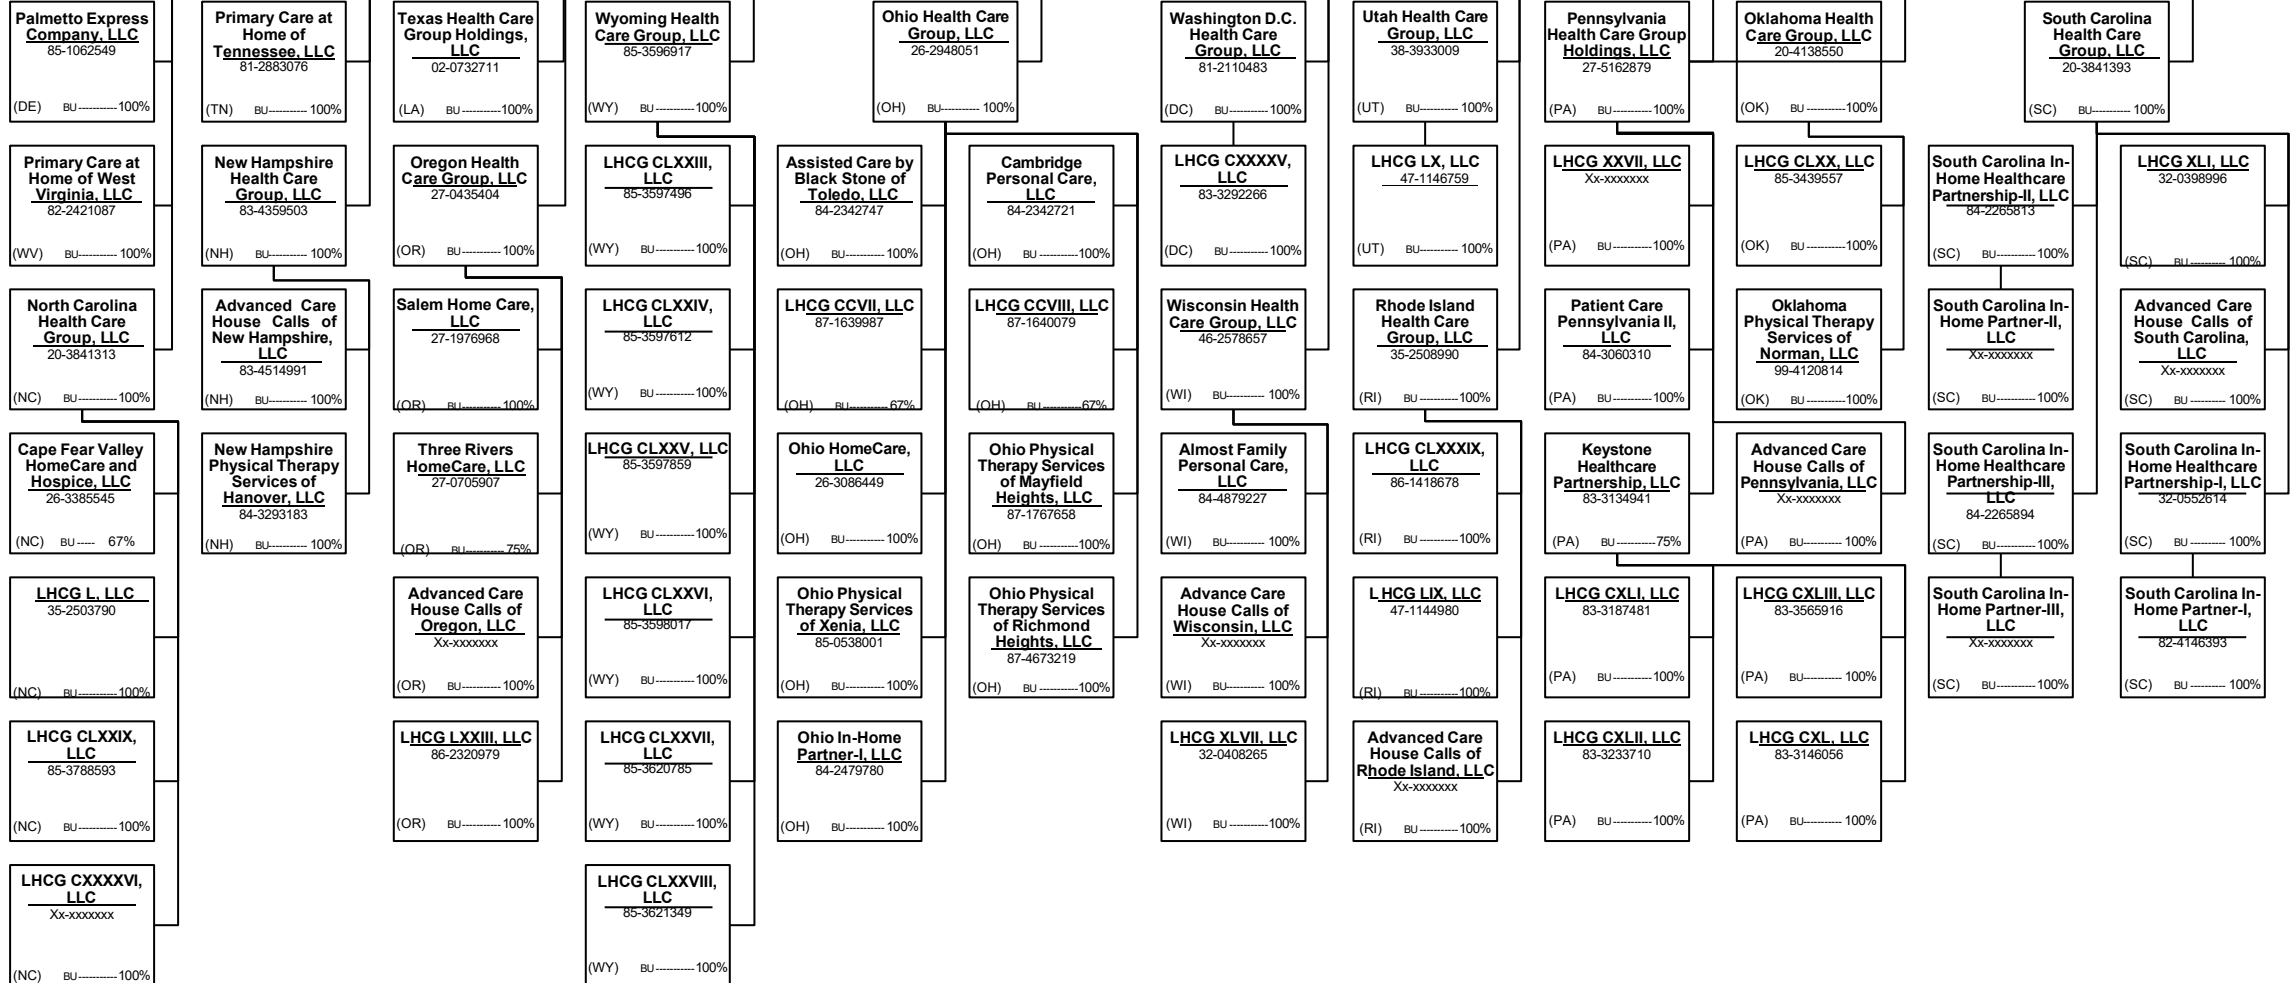 Palmetto Express
Company, LLC
85-1062549
(DE) BU-----------100%
Primary Care at
Home of
Tennessee, LLC
81-2883076
(TN) BU----------- 100%
Texas Health Care
Group Holdings,
LLC
02-0732711
(LA) BU----------- 100%
Wyoming Health
Care Group, LLC
85-3596917
(WY) BU-----------100%
Ohio Health Care
Group, LLC
26-2948051
(OH) BU----------- 100%
Washington D.C.
Health Care
Group, LLC
81-2110483
(DC) BU-----------100%
Utah Health Care
Group, LLC
38-3933009
(UT) BU----------- 100%
Pennsylvania
Health Care Group
Holdings, LLC
27-5162879
(PA) BU-----------100%
Oklahoma Health
Care Group, LLC
20-4138550
(OK) BU----------- 100%
South Carolina
Health Care
Group, LLC
20-3841393
(SC) BU----------- 100%
Primary Care at
Home of West
Virginia, LLC
82-2421087
(WV) BU----------- 100%
New Hampshire
Health Care
Group, LLC
83-4359503
(NH) BU----------- 100%
Oregon Health
Care Group, LLC
27-0435404
(OR) BU-----------100%
LHCG CLXXIII,
LLC
85-3597496
(WY) BU-----------100%
Assisted Care by
Black Stone of
Toledo, LLC
84-2342747
(OH) BU-----------100%
Cambridge
Personal Care,
LLC
84-2342721
(OH) BU----------- 100%
LHCG CXXXXV,
LLC
83-3292266
(DC) BU-----------100%
LHCG LX, LLC
47-1146759
(UT) BU----------- 100%
LHCG XXVII, LLC
Xx-xxxxxxx
(PA) BU-----------100%
LHCG CLXX, LLC
85-3439557
(OK) BU----------- 100%
South Carolina In-
Home Healthcare
Partnership-II, LLC
84-2265813
(SC) BU-----------100%
LHCG XLI, LLC
32-0398996
(SC) BU----------- 100%
North Carolina
Health Care
Group, LLC
20-3841313
(NC) BU-----------100%
Advanced Care
House Calls of
New Hampshire,
LLC
83-4514991
(NH) BU----------- 100%
Salem Home Care,
LLC
27-1976968
(OR) BU-----------100%
LHCG CLXXIV,
LLC
85-3597612
(WY) BU-----------100%
LHCG CCVII, LLC
87-1639987
(OH) BU-----------67%
LHCG CCVIII, LLC
87-1640079
(OH) BU-----------67%
Wisconsin Health
Care Group, LLC
46-2578657
(WI) BU----------- 100%
Rhode Island
Health Care
Group, LLC
35-2508990
(RI) BU-----------100%
Patient Care
Pennsylvania II,
LLC
84-3060310
(PA) BU-----------100%
Oklahoma
Physical Therapy
Services of
Norman, LLC
99-4120814
(OK) BU-----------100%
South Carolina In-
Home Partner-II,
LLC
Xx-xxxxxxx
(SC) BU-----------100%
Advanced Care
House Calls of
South Carolina,
LLC
Xx-xxxxxxx
(SC) BU-----------100%
Cape Fear Valley
HomeCare and
Hospice, LLC
26-3385545
(NC) BU----- 67%
New Hampshire
Physical Therapy
Services of
Hanover, LLC
84-3293183
(NH) BU-----------100%
Three Rivers
HomeCare, LLC
27-0705907
(OR) BU-----------75%
LHCG CLXXV, LLC
85-3597859
(WY) BU-----------100%
Ohio HomeCare,
LLC
26-3086449
(OH) BU-----------100%
Ohio Physical
Therapy Services
of Mayfield
Heights, LLC
87-1767658
(OH) BU-----------100%
Almost Family
Personal Care,
LLC
84-4879227
(WI) BU----------- 100%
LHCG CLXXXIX,
LLC
86-1418678
(RI) BU-----------100%
Keystone
Healthcare
Partnership, LLC
83-3134941
(PA) BU-----------75%
Advanced Care
House Calls of
Pennsylvania, LLC
Xx-xxxxxxx
(PA) BU----------- 100%
South Carolina In-
Home Healthcare
Partnership-III,
LLC
84-2265894
(SC) BU-----------100%
South Carolina In-
Home Healthcare
Partnership-I, LLC
32-0552614
(SC) BU----------- 100%
LHCG L, LLC
35-2503790
(NC) BU-----------100%
Advanced Care
House Calls of
Oregon, LLC
Xx-xxxxxxx
(OR) BU-----------100%
LHCG CLXXVI,
LLC
85-3598017
(WY) BU-----------100%
Ohio Physical
Therapy Services
of Xenia, LLC
85-0538001
(OH) BU-----------100%
Ohio Physical
Therapy Services
of Richmond
Heights, LLC
87-4673219
(OH) BU-----------100%
Advance Care
House Calls of
Wisconsin, LLC
Xx-xxxxxxx
(WI) BU-----------100%
LHCG LIX, LLC
47-1144980
(RI) BU-----------100%
LHCG CXLI, LLC
83-3187481
(PA) BU-----------100%
LHCG CXLIII, LLC
83-3565916
(PA) BU-----------100%
South Carolina In-
Home Partner-III,
LLC
Xx-xxxxxxx
(SC) BU-----------100%
South Carolina In-
Home Partner-I,
LLC
82-4146393
(SC) BU----------- 100%
LHCG CLXXIX,
LLC
85-3788593
(NC) BU-----------100%
LHCG LXXIII, LLC
86-2320979
(OR) BU-----------100%
LHCG CLXXVII,
LLC
85-3620785
(WY) BU-----------100%
Ohio In-Home
Partner-I, LLC
84-2479780
(OH) BU-----------100%
LHCG XLVII, LLC
32-0408265
(WI) BU-----------100%
Advanced Care
House Calls of
Rhode Island, LLC
Xx-xxxxxxx
(RI) BU-----------100%
LHCG CXLII, LLC
83-3233710
(PA) BU-----------100%
LHCG CXL, LLC
83-3146056
(PA) BU-----------100%
LHCG CXXXXVI,
LLC
Xx-xxxxxxx
(NC) BU-----------100%
LHCG CLXXVIII,
LLC
85-3621349
(WY) BU-----------100%